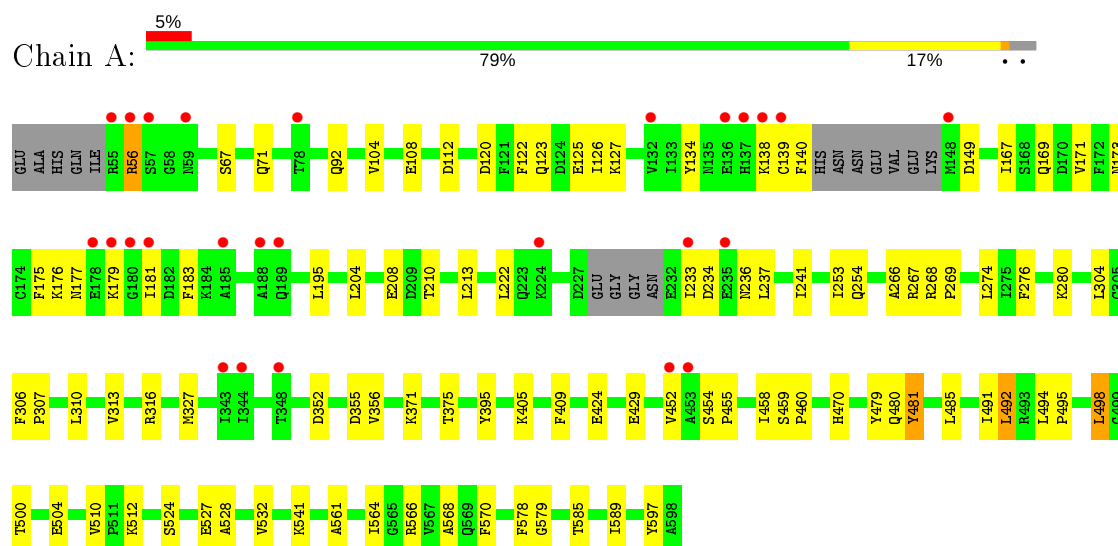 5%
Chain A:
79% 17% • •
GLU ALA HIS GLN ILE R55 R56 S57 G58 N59 S67 Q71 T78 Q92 V104 E108 D112 D120 F121 F122 Q123 D124 E125 I126 K127 V132 I133 Y134 N135 E136 H137 K138 C139 F140 HIS ASN ASN GLU VAL GLU LYS M148 D149 I167 S168 Q169 D170 V171 F172 N173
C174 F175 K176 N177 E178 K179 G180 I181 D182 F183 K184 A185 A188 Q189 L195 L204 E208 D209 T210 L213 L222 Q223 K224 D227 GLU GLY GLY ASN E232 I233 D234 E235 N236 L237 I241 I253 Q254 A266 R267 R268 P269 L274 I275 F276 K280 L304 C305
F306 P307 L310 V313 R316 M327 I343 I344 T348 D352 D355 V356 K371 T375 Y395 K405 F409 E424 E429 V452 A453 S454 P455 I458 S459 P460 H470 Y479 Q480 Y481 L485 I491 L492 R493 L494 P495 L498 G499
T500 E504 V510 P511 K512 S524 E527 A528 V532 K541 A561 I564 G565 R566 V567 A568 Q569 F570 F578 G579 T585 I589 Y597 A598